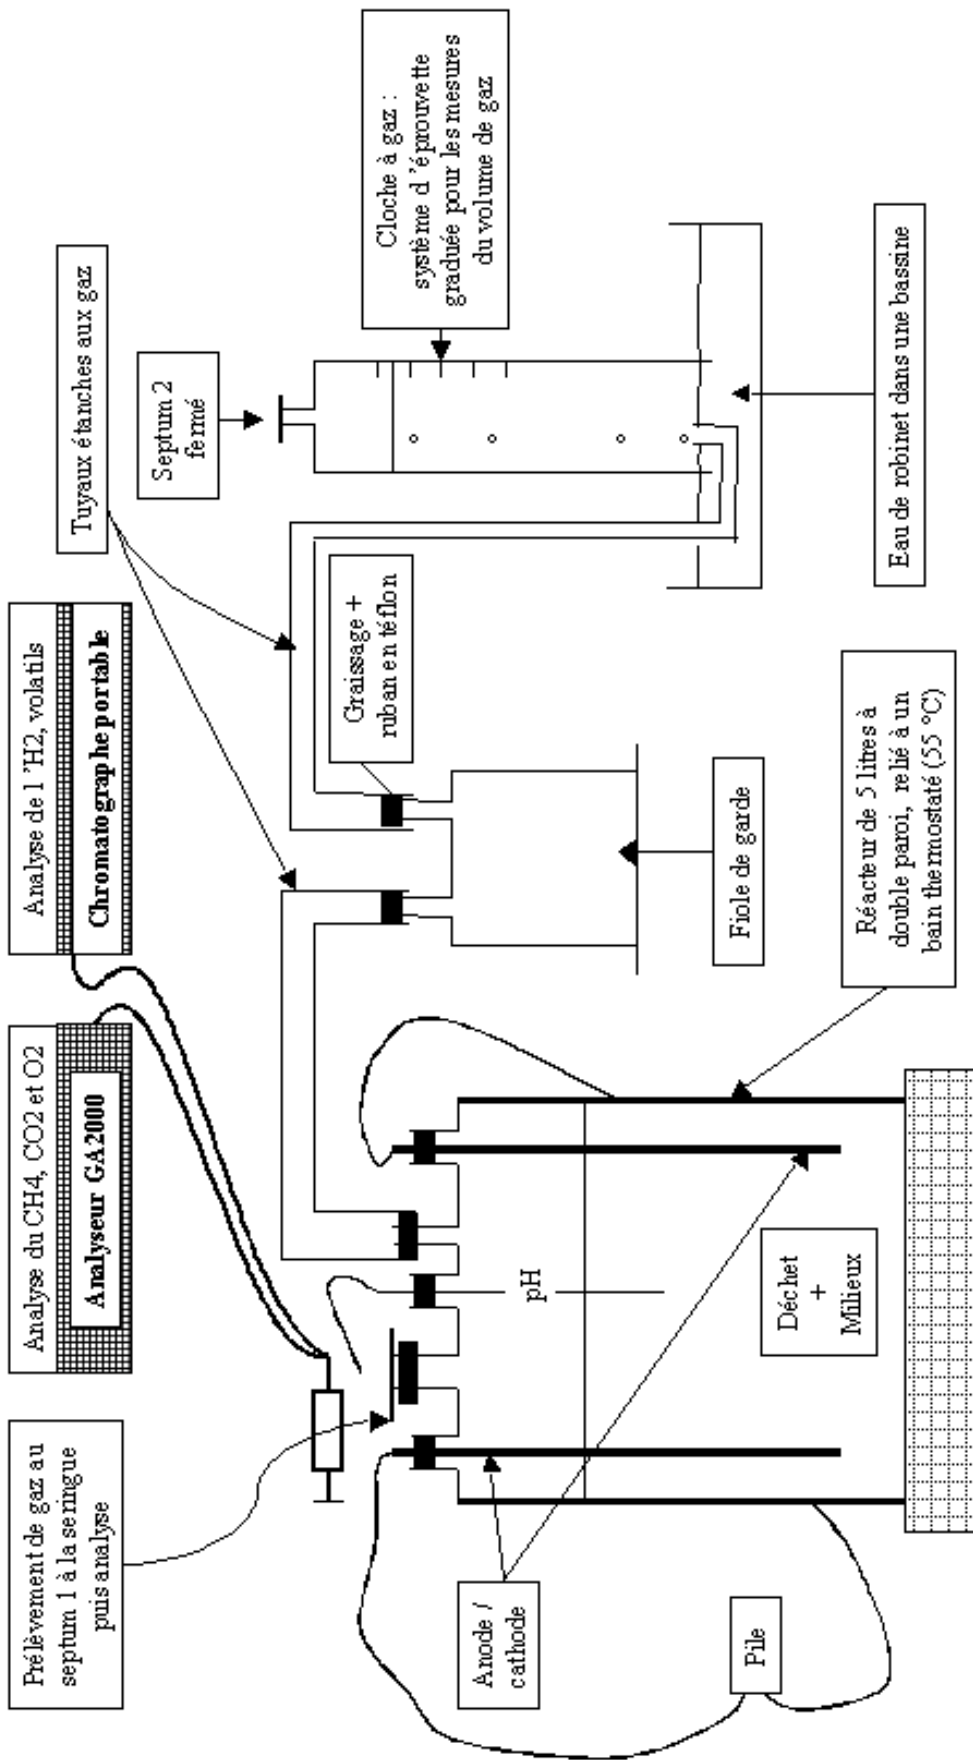 Prélèvement de gaz au
septum 1 à la seringue
puis analyse
Analyse du CH4, CO2 et O2
Analyseur GA2000
Analyse de l ’H2, volatils
Chromatographe portable
Tuyaux étanches aux gaz
Septum 2
fermé
Cloche à gaz :
système d ’éprouvette
graduée pour les mesures
du volume de gaz
Graissage +
ruban en téflon
Anode /
cathode
pH
Pile
Déchet
+
Milieux
Fiole de garde
Réacteur de 5 litres à
double paroi, relié à un
bain thermostaté (55 °C)
Eau de robinet dans une bassine